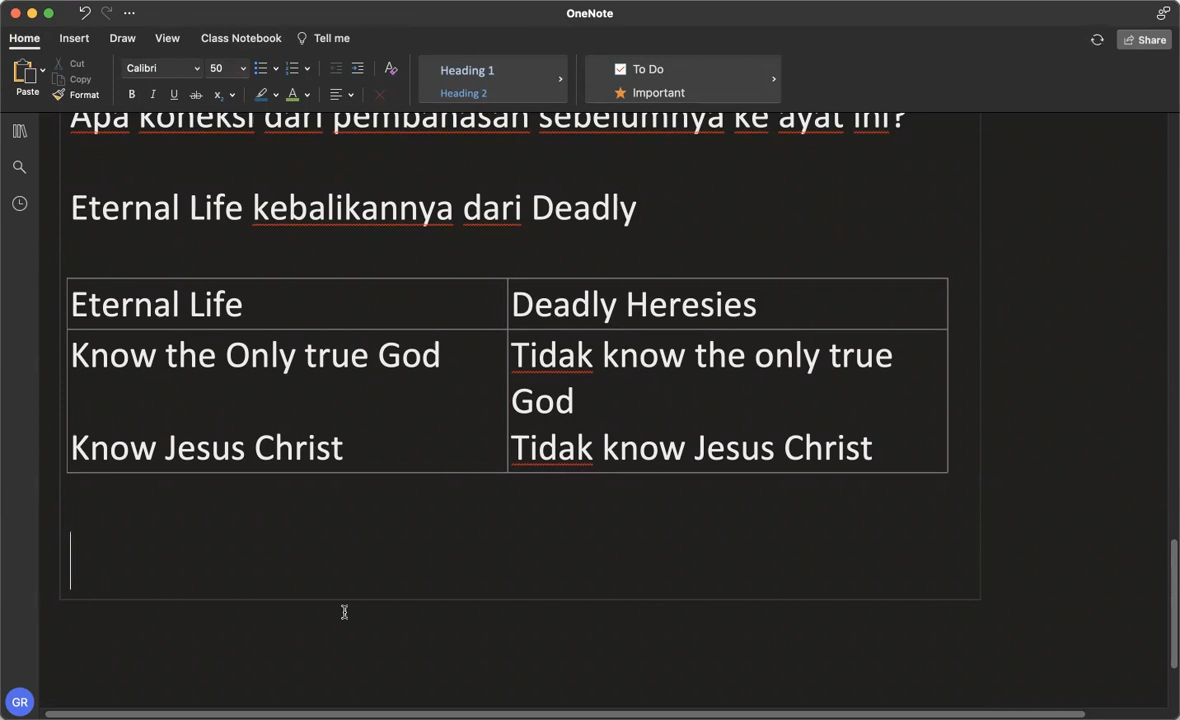 OneNote
Home Insert Draw View Class Notebook Tell me
Share
Paste
Cut
Copy
Format
Calibri 50
Heading 1
Heading 2
To Do
Important
Apa koneksi dari pembahasan sebelumnya ke ayat ini?
Eternal Life kebalikannya dari Deadly
Eternal Life
Deadly Heresies
Know the Only true God
Tidak know the only true
God
Know Jesus Christ
Tidak know Jesus Christ
GR